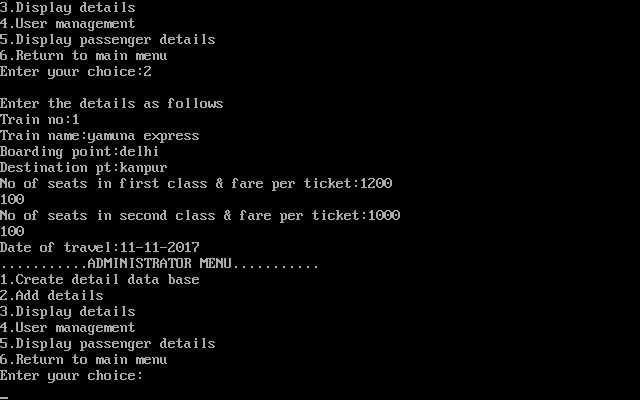 3.Display details
4.User management
5.Display passenger details
6.Return to main menu
Enter your choice:2
Enter the details as follows
Train no:1
Train name:yamuna express
Boarding point:delhi
Destination pt:kanpur
No of seats in first class & fare per ticket:1200
100
No of seats in second class & fare per ticket:1000
100
Date of travel:11-11-2017
...........ADMINISTRATOR MENU...........
1.Create detail data base
2.Add details
3.Display details
4.User management
5.Display passenger details
6.Return to main menu
Enter your choice: